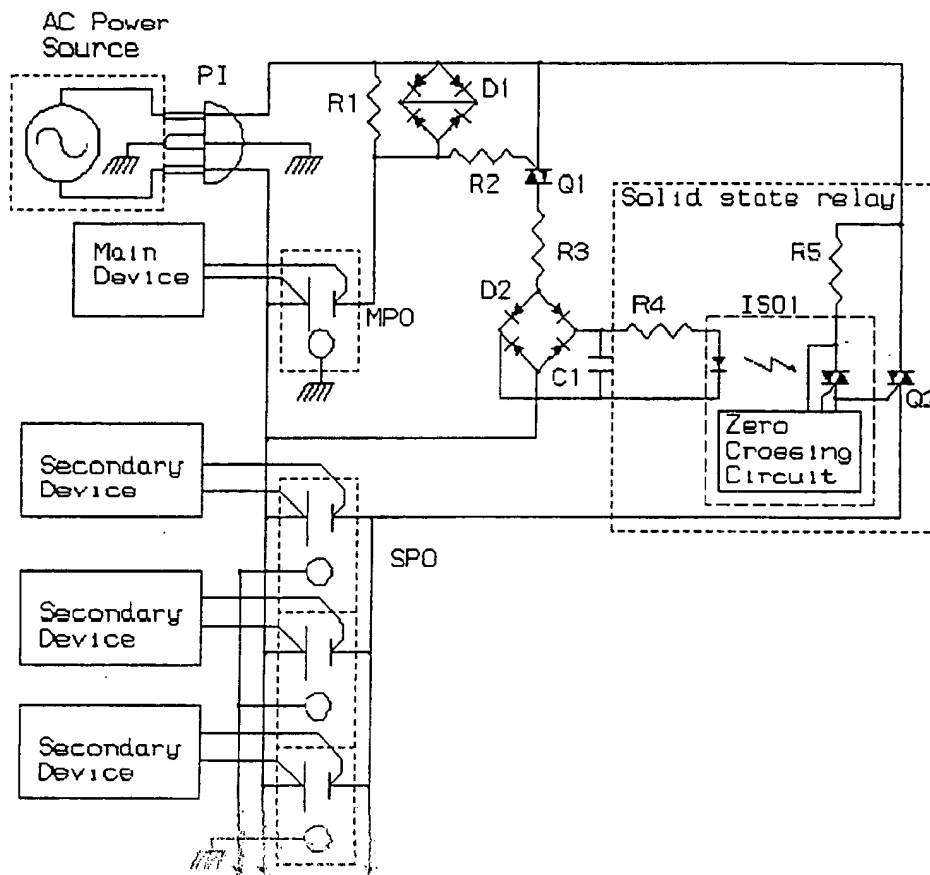 AC Power
Source
PI
R1
D1
R2
Q1
Solid state relay
Main
Device
R3
R5
D2
R4
ISO1
MPO
C1
Q2
Zero
Crossing
Circuit
Secondary
Device
SPO
Secondary
Device
Secondary
Device